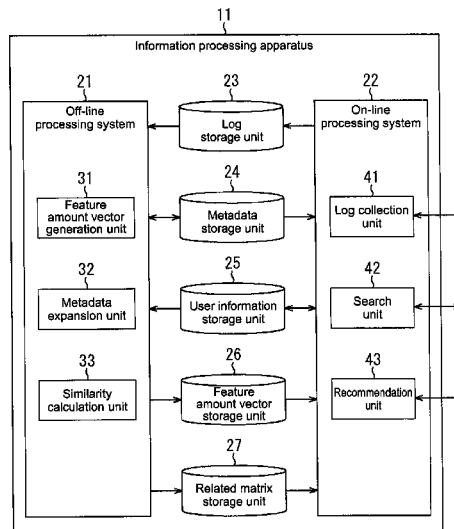 11
Information processing apparatus
21
23
22
Off-line
processing system
Log
storage unit
On-line
processing system
31
24
41
Feature
amount vector
generation unit
Metadata
storage unit
Log collection
unit
32
25
42
Metadata
expansion unit
User information
storage unit
Search
unit
33
26
43
Similarity
calculation unit
Feature
amount vector
storage unit
Recommendation
unit
27
Related matrix
storage unit